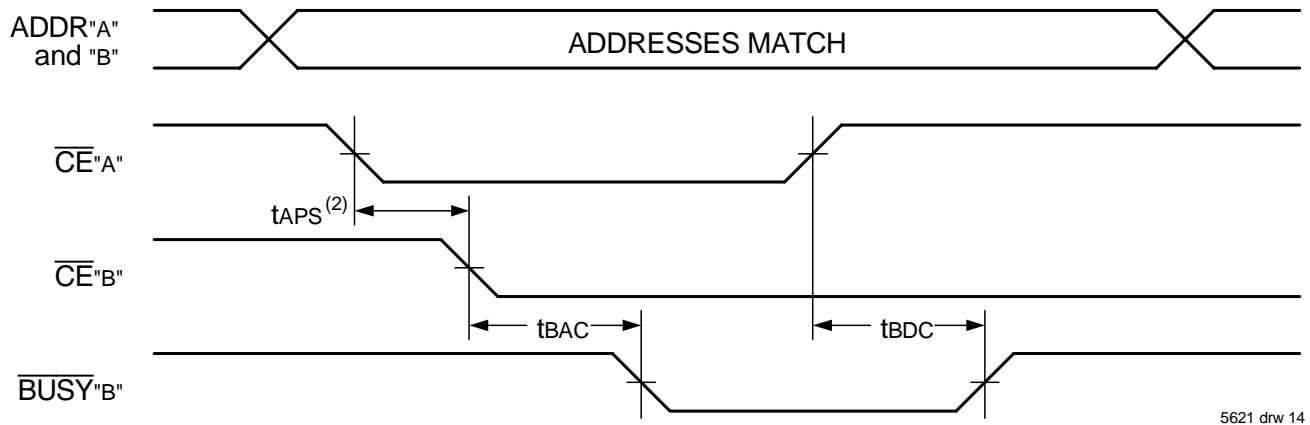 ADDR"A"
and "B"
ADDRESSES MATCH
CE"A"
tAPS(2)
CE"B"
tBAC
tBDC
BUSY"B"
5621 drw 14